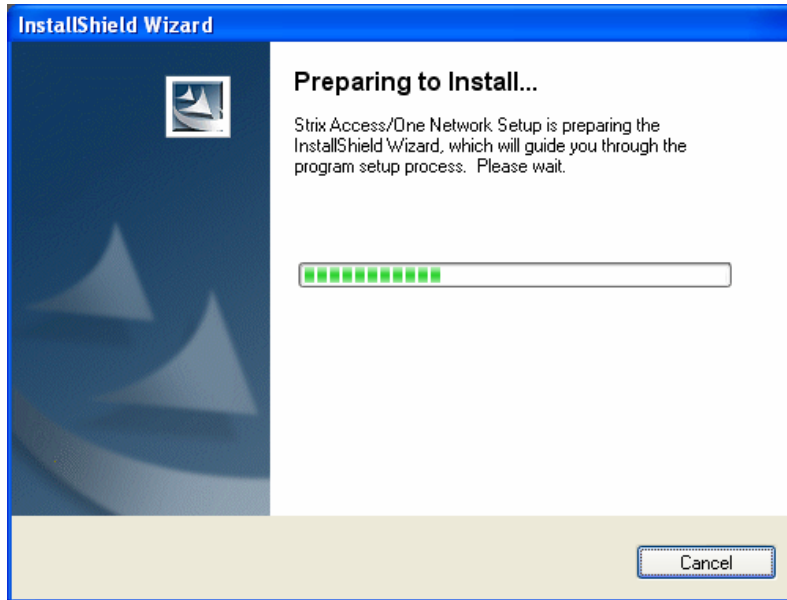 InstallShield Wizard
Preparing to Install...
Strix Access/One Network Setup is preparing the
InstallShield Wizard, which will guide you through the
program setup process.  Please wait.
Cancel